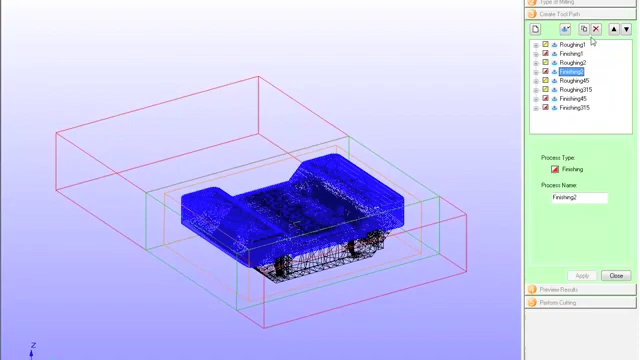 Type of Milling
Create Tool Path
Roughing1
Finishing1
Roughing2
Finishing2
Roughing45
Roughing315
Finishing45
Finishing315
Process Type:
Finishing
Process Name:
Finishing2
Apply
Close
Preview Results
Perform Cutting
Z